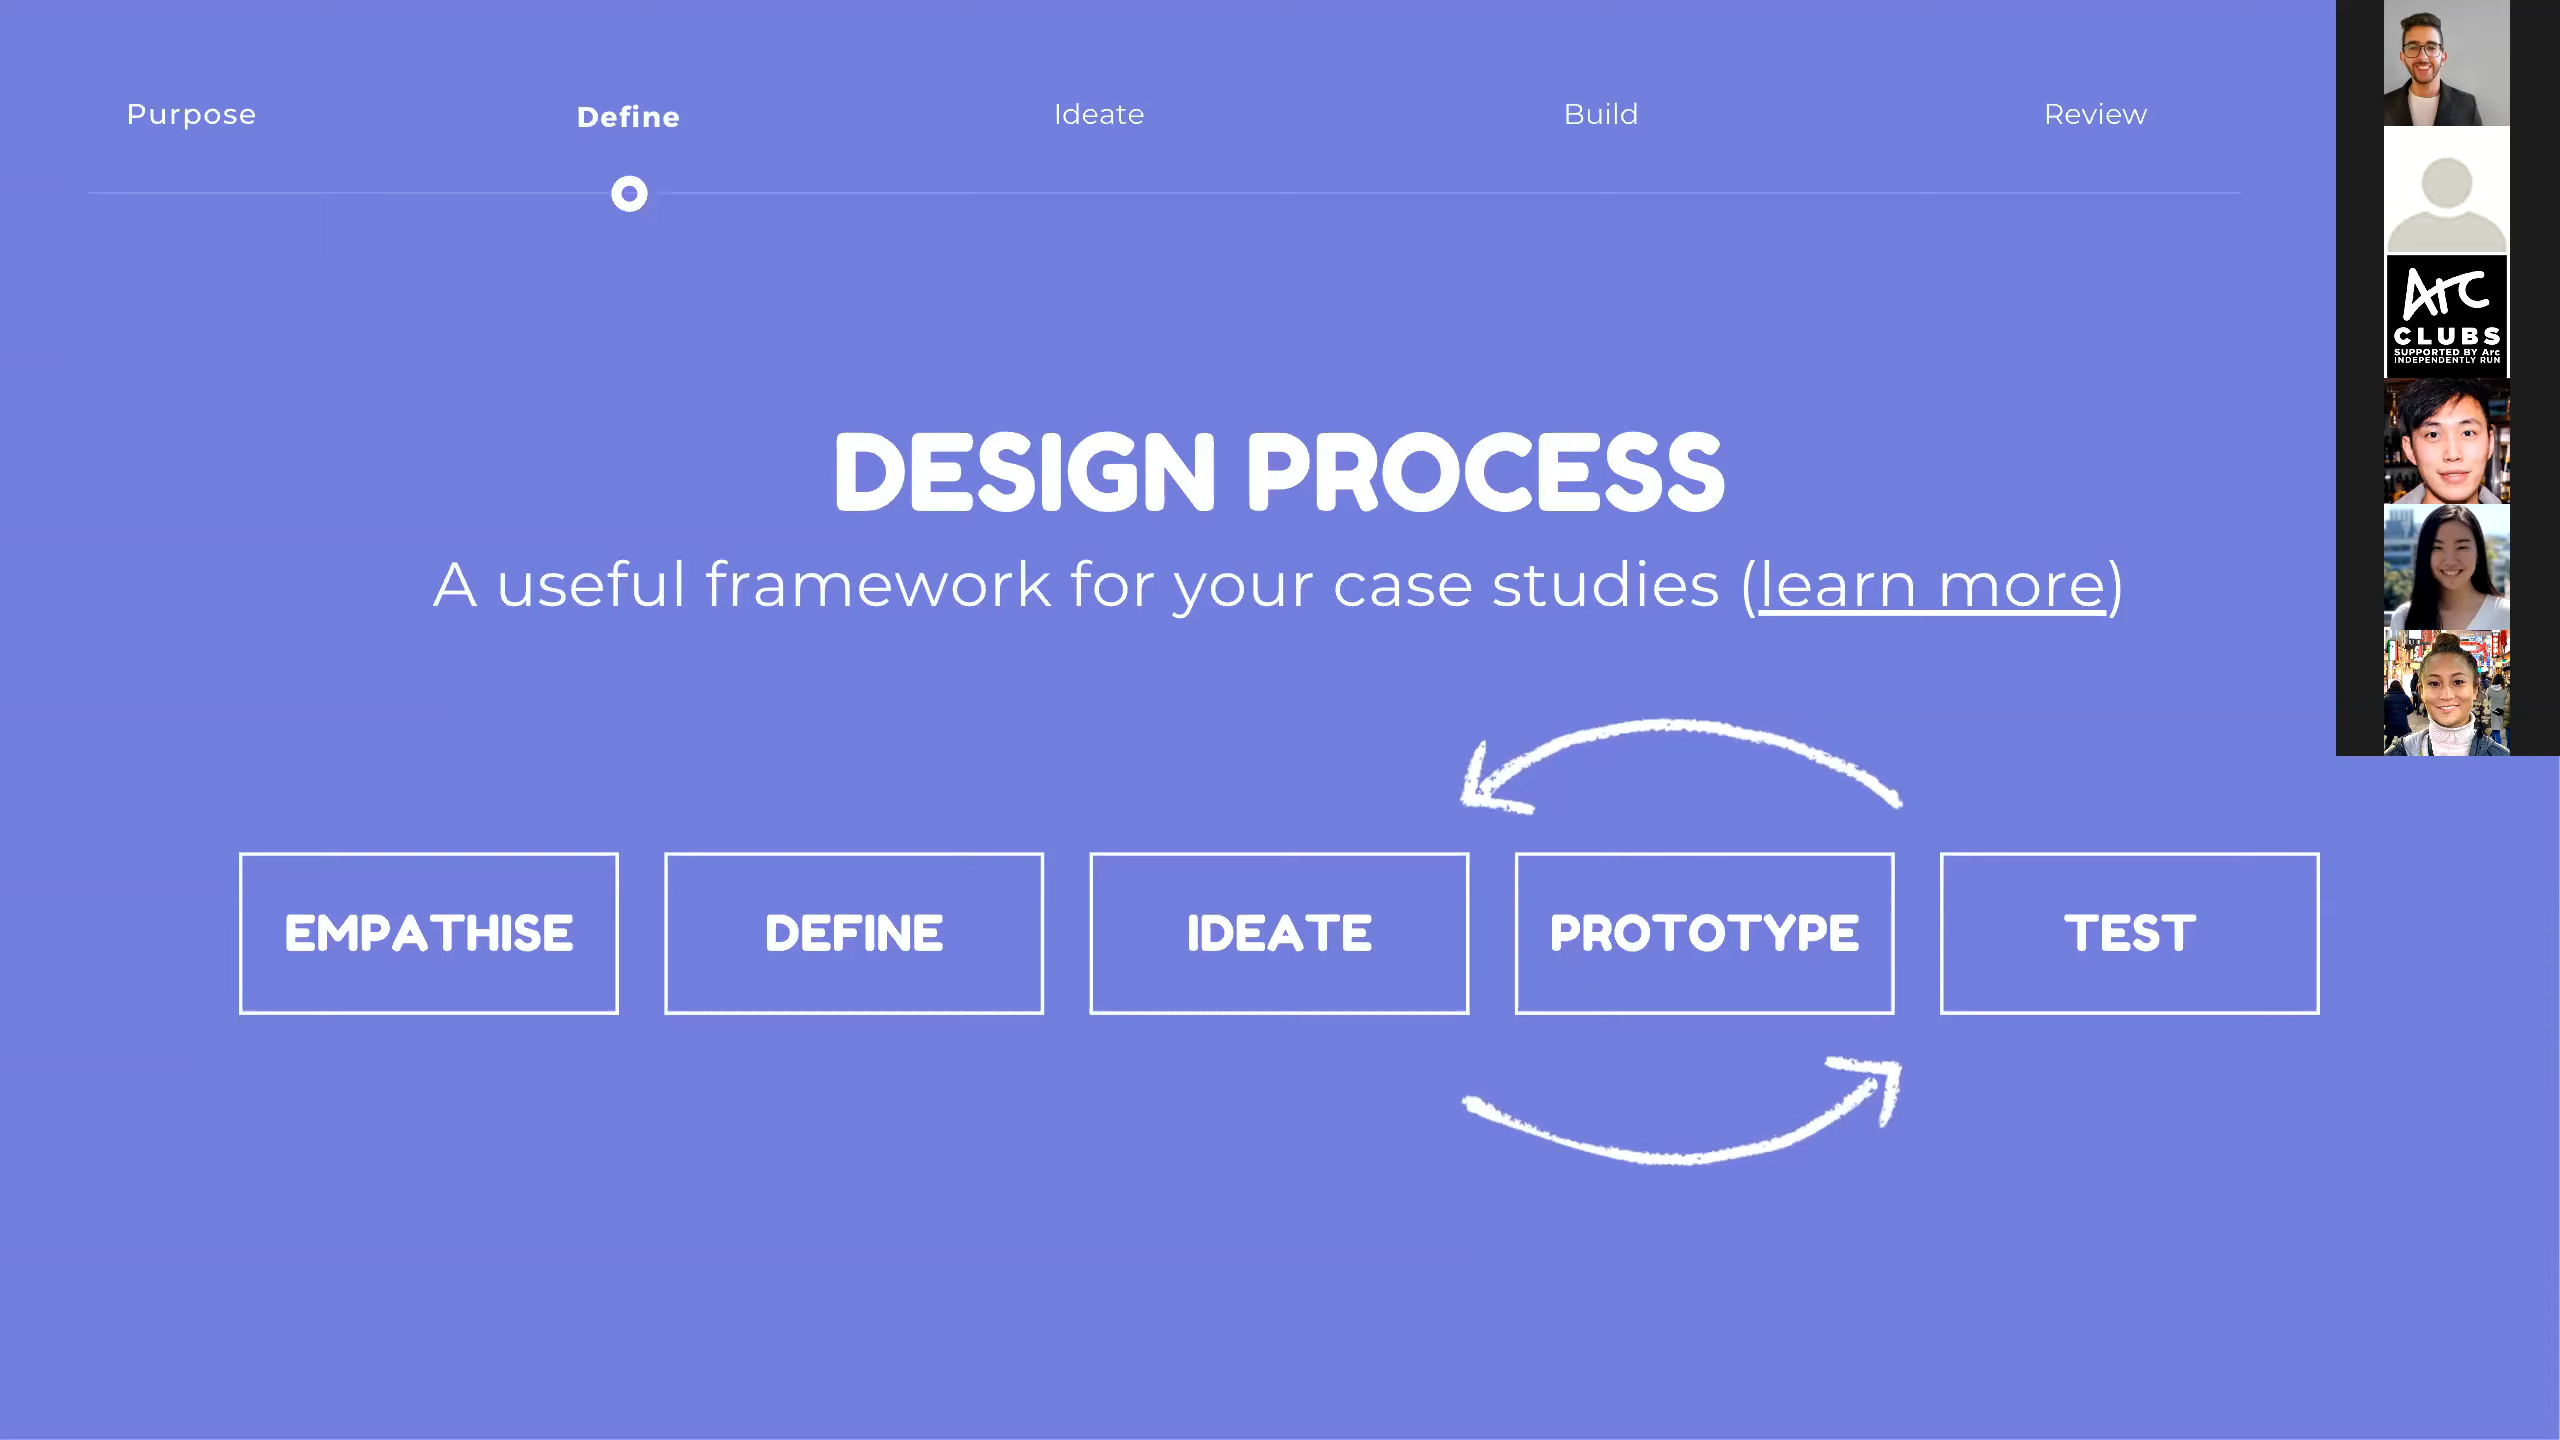 Purpose
Define
Ideate
Build
Review
DESIGN PROCESS
A useful framework for your case studies (learn more)
EMPATHISE
DEFINE
IDEATE
PROTOTYPE
TEST
Arc
CLUBS
SUPPORTED BY Arc
INDEPENDENTLY RUN